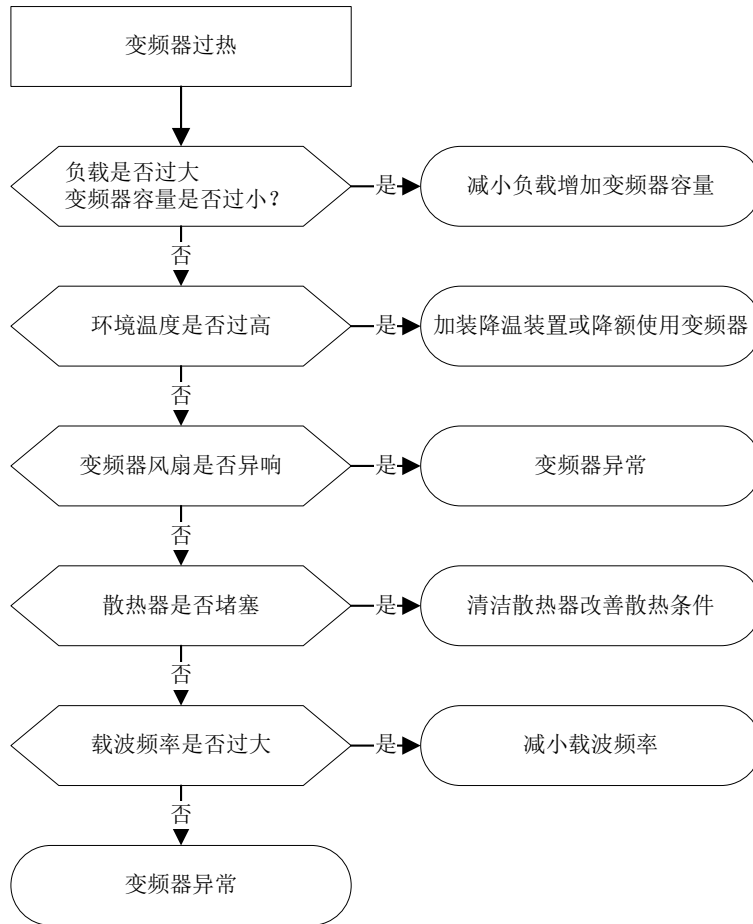 变频器过热
负载是否过大
变频器容量是否过小?
是
减小负载增加变频器容量
否
环境温度是否过高
是
加装降温装置或降额使用变频器
否
变频器风扇是否异响
是
变频器异常
否
散热器是否堵塞
是
清洁散热器改善散热条件
否
载波频率是否过大
是
减小载波频率
否
变频器异常